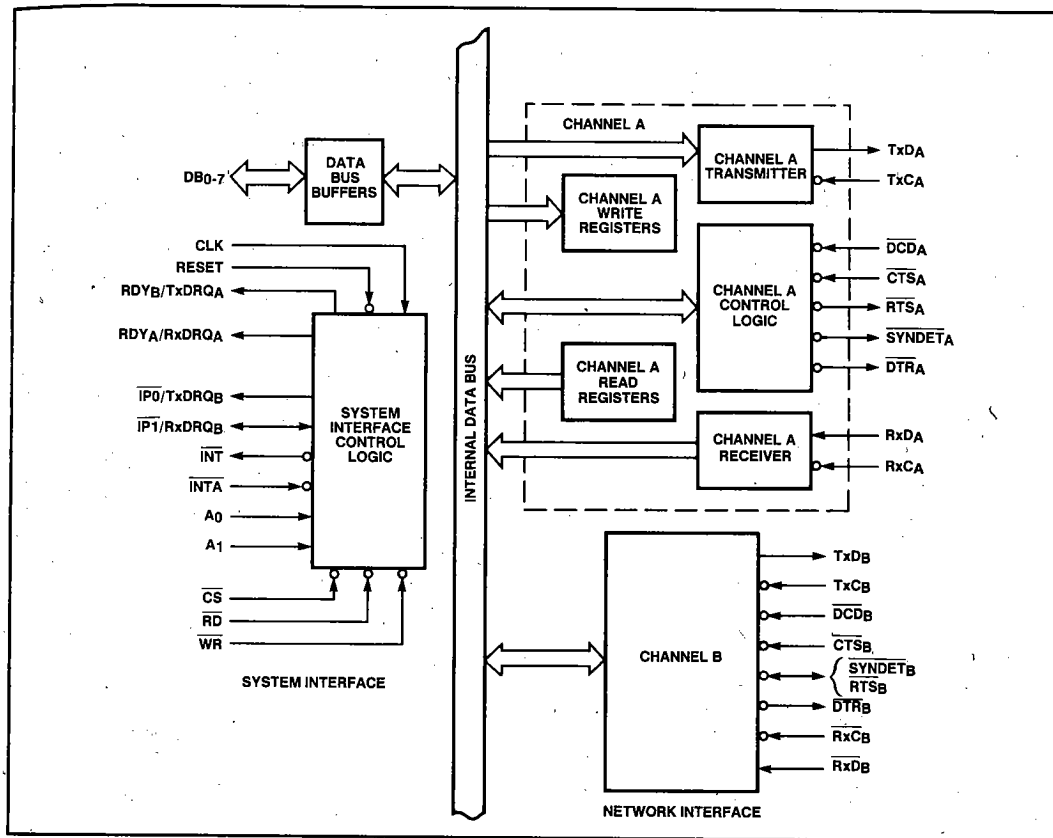 CHANNEL A
DATA
BUS
BUFFERS
DB0-7
CLK
RESET
RDYB/TxDRQA
RDYA/RxDRQA
IP0/TxDRQB
IP1/RxDRQB
INT
INTA
A0
A1
CS
RD
WR
SYSTEM
INTERFACE
CONTROL
LOGIC
SYSTEM INTERFACE
INTERNAL DATA BUS
CHANNEL A
TRANSMITTER
CHANNEL A
WRITE
REGISTERS
CHANNEL A
CONTROL
LOGIC
CHANNEL A
READ
REGISTERS
CHANNEL A
RECEIVER
TxDA
TxCA
DCDA
CTSA
RTSA
SYNDETA
DTRA
RxDA
RxCA
CHANNEL B
TxDB
TxCB
DCDB
CTSB
SYNDETB
RTSB
DTRB
RxCB
RxDB
NETWORK INTERFACE